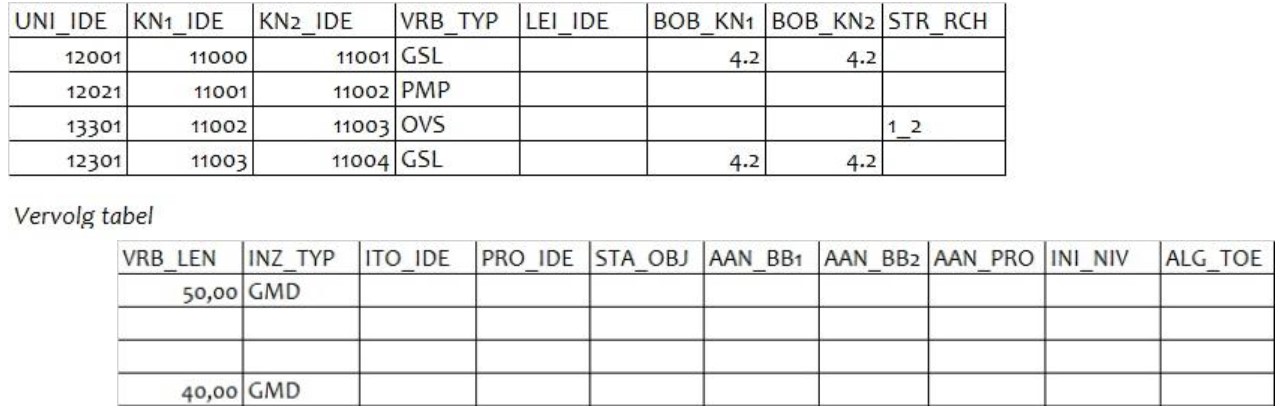 UNI_IDE KN1_IDE KN2_IDE VRB_TYP LEI_IDE BOB_KN1 BOB_KN2 STR_RCH
12001 11000 11001 GSL 4.2 4.2
12021 11001 11002 PMP
13301 11002 11003 OVS 1_2
12301 11003 11004 GSL 4.2 4.2
Vervolg tabel
VRB_LEN INZ_TYP ITO_IDE PRO_IDE STA_OBJ AAN_BB1 AAN_BB2 AAN_PRO INI_NIV ALG_TOE
50,00 GMD
40,00 GMD